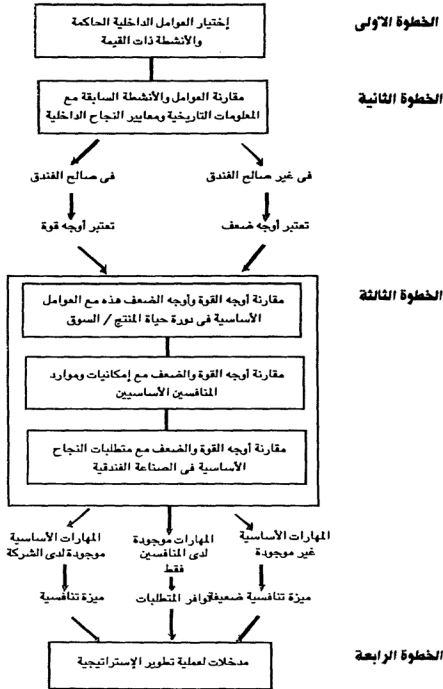 الخطوة الأولى
إختيار العوامل الداخلية الحاكمة
والأنشطة ذات القيمة
الخطوة الثانية
مقارنة العوامل والأنشطة السابقة مع
المعلومات التاريخية ومعايير النجاح الداخلية
فى غير صالح الفندق
فى صالح الفندق
تعتبر أوجه ضعف
تعتبر أوجه قوة
الخطوة الثالثة
مقارنة أوجه القوة وأوجه الضعف هذه مع العوامل
الأساسية فى دورة حياة المنتج / السوق
مقارنة أوجه القوة والضعف مع إمكانيات وموارد
المنافسين الأساسيين
مقارنة أوجه القوة والضعف مع متطلبات النجاح
الأساسية فى الصناعة الفندقية
المهارات الأساسية
غير موجودة
المهارات موجودة
لدى المنافسين
فقط
المهارات الأساسية
موجودة لدى الشركة
ميزة تنافسية ضعيفة
توافر المتطلبات
ميزة تنافسية
الخطوة الرابعة
مدخلات لعملية تطوير الإستراتيجية